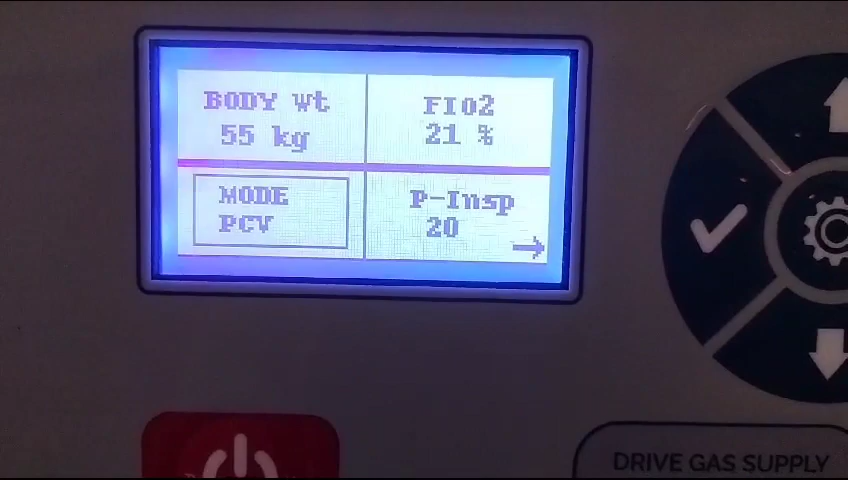 BODY wt
55 kg
FIO2
21 %
MODE
PCV
P-Insp
20
DRIVE GAS SUPPLY